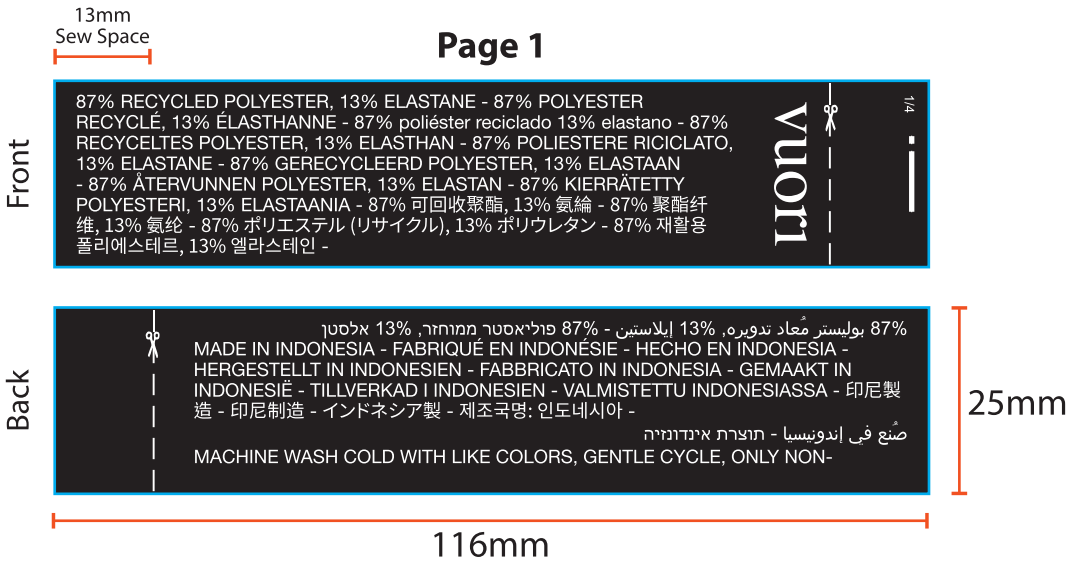 13mm
Sew Space
Page 1
Front
87% RECYCLED POLYESTER, 13% ELASTANE - 87% POLYESTER
RECYCLÉ, 13% ÉLASTHANNE - 87% poliéster reciclado 13% elastano - 87%
RECYCELTES POLYESTER, 13% ELASTHAN - 87% POLIESTERE RICICLATO,
13% ELASTANE - 87% GERECYCLEERD POLYESTER, 13% ELASTAAN
- 87% ÅTERVUNNEN POLYESTER, 13% ELASTAN - 87% KIERRÄTETTY
POLYESTERI, 13% ELASTAANIA - 87% 可回收聚酯, 13% 氨綸 - 87% 聚酯纤
维, 13% 氨纶 - 87% ポリエステル (リサイクル), 13% ポリウレタン - 87% 재활용
폴리에스테르, 13% 엘라스테인 -
vuori
1/4
Back
87% بوليستر مُعاد تدويره, 13% إيلاستين - 87% פוליאסטר ממוחזר, 13% אלסטן
MADE IN INDONESIA - FABRIQUÉ EN INDONÉSIE - HECHO EN INDONESIA -
HERGESTELLT IN INDONESIEN - FABBRICATO IN INDONESIA - GEMAAKT IN
INDONESIË - TILLVERKAD I INDONESIEN - VALMISTETTU INDONESIASSA - 印尼製
造 - 印尼制造 - インドネシア製 - 제조국명: 인도네시아 -
صُنع في إندونيسيا - תוצרת אינדונזיה
MACHINE WASH COLD WITH LIKE COLORS, GENTLE CYCLE, ONLY NON-
25mm
116mm